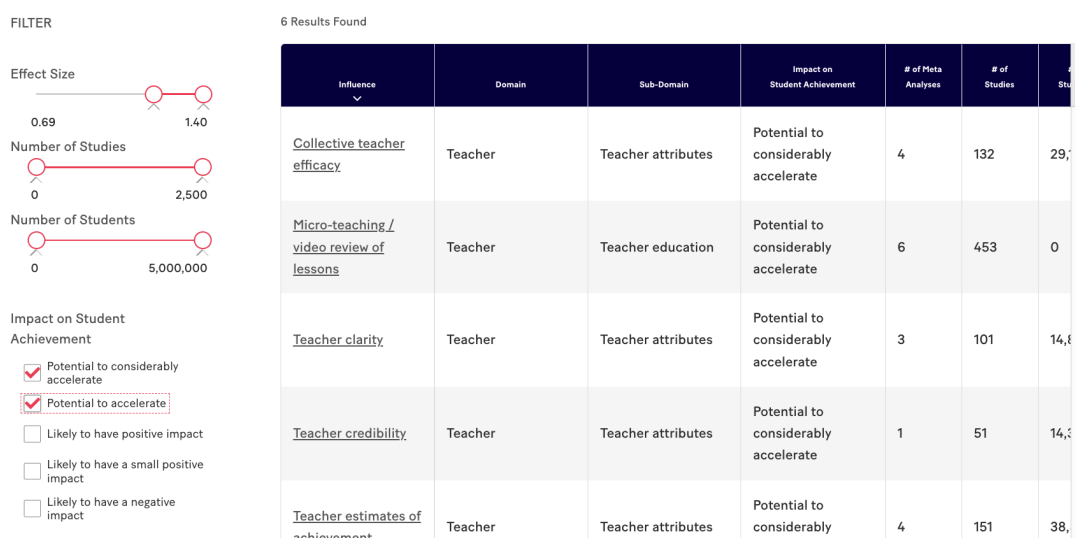 FILTER
Effect Size
0.69 1.40
Number of Studies
0 2,500
Number of Students
0 5,000,000
Impact on Student
Achievement
Potential to considerably
accelerate
Potential to accelerate
Likely to have positive impact
Likely to have a small positive
impact
Likely to have a negative
impact
6 Results Found
Influence
Domain
Sub-Domain
Impact on
Student Achievement
# of Meta
Analyses
# of
Studies
Collective teacher
efficacy
Teacher
Teacher attributes
Potential to
considerably
accelerate
4
132
Micro-teaching /
video review of
lessons
Teacher
Teacher education
Potential to
considerably
accelerate
6
453
0
Teacher clarity
Teacher
Teacher attributes
Potential to
considerably
accelerate
3
101
Teacher credibility
Teacher
Teacher attributes
Potential to
considerably
accelerate
1
51
Teacher estimates of
achievement
Teacher
Teacher attributes
Potential to
considerably
4
151
38,